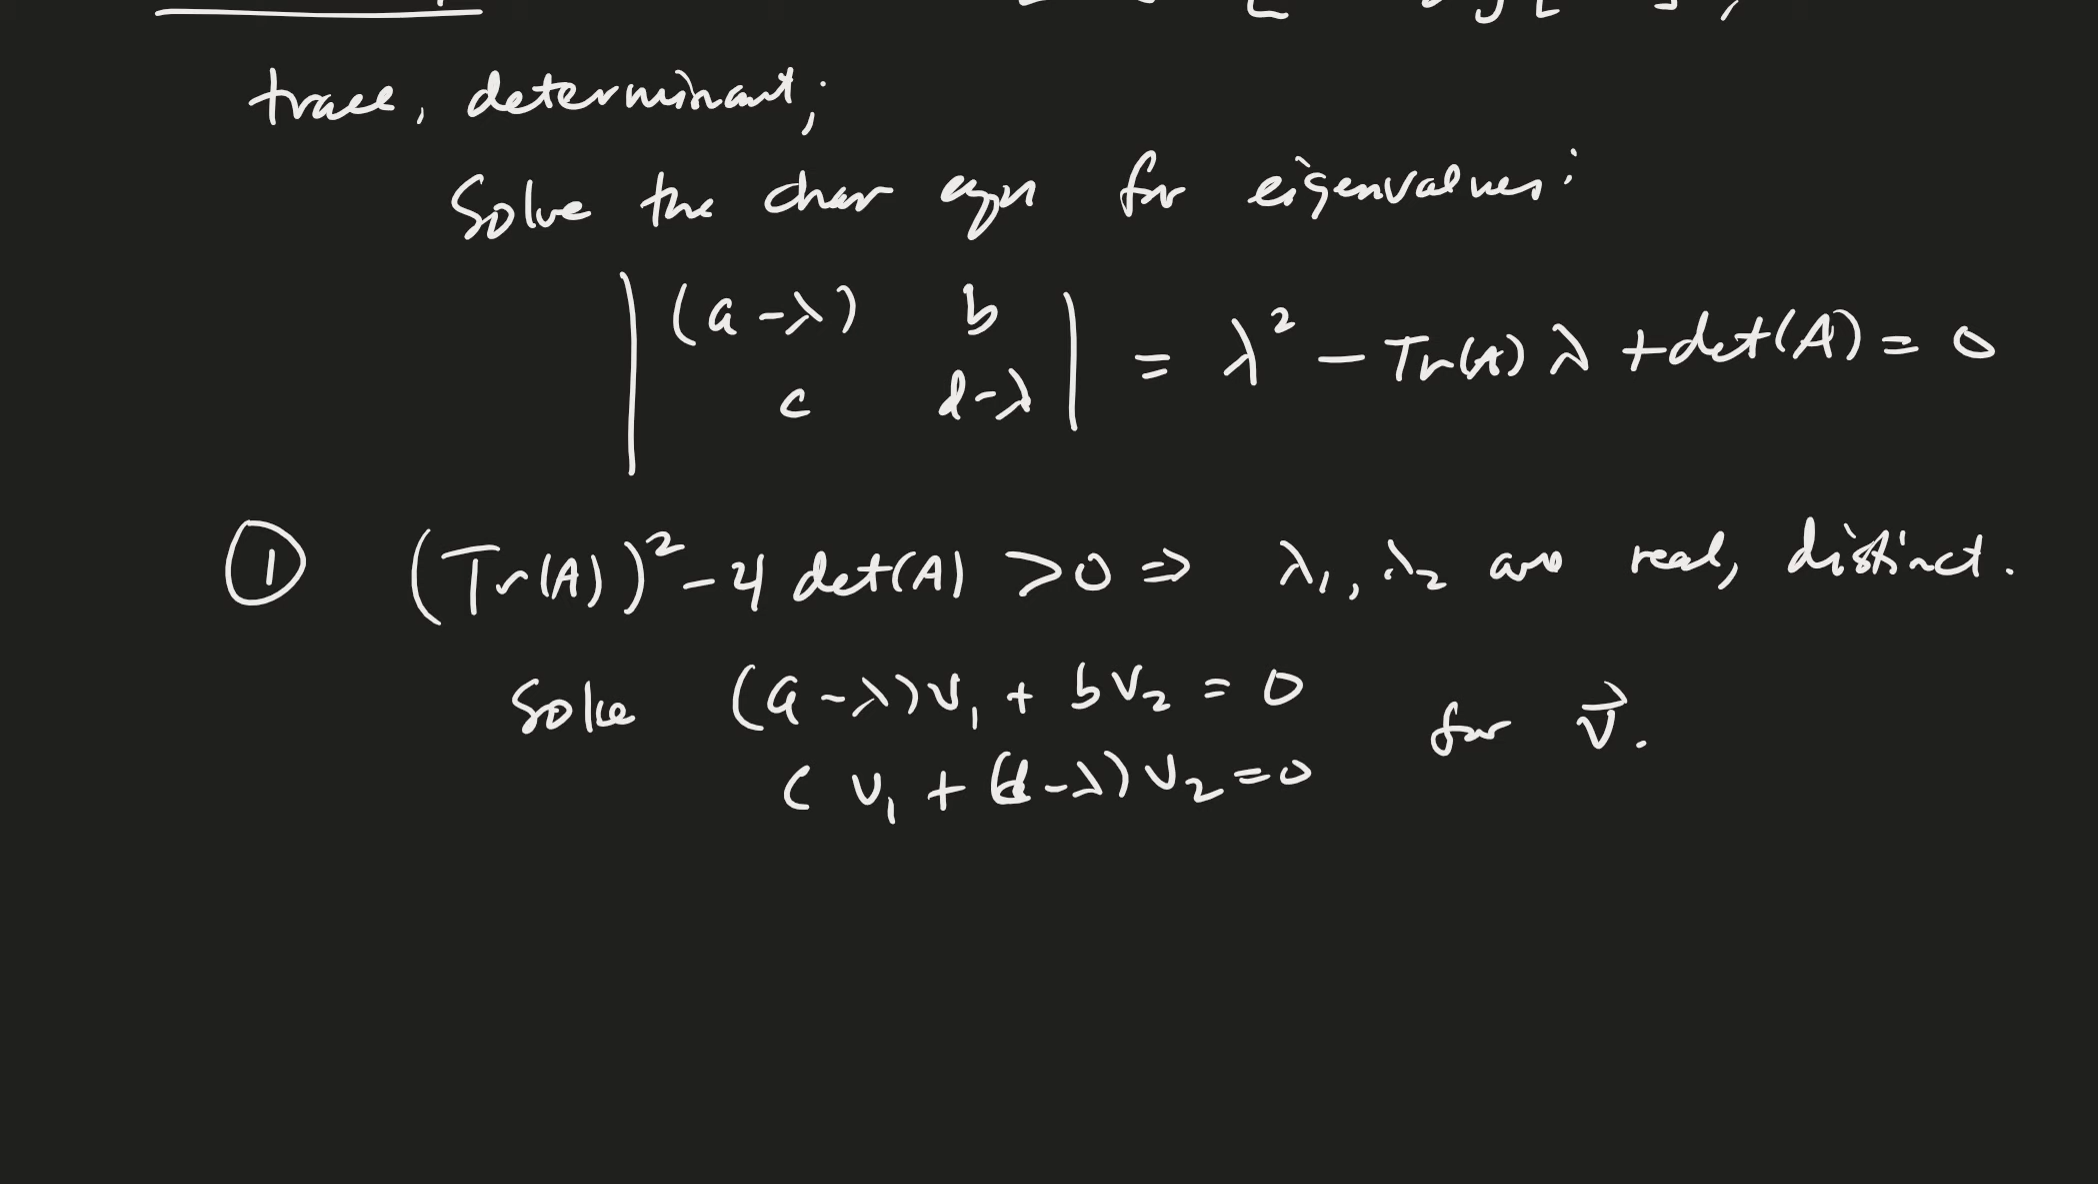 trace, determinant;
Solve the char eqn for eigenvalues:
| (a-λ) b |
| c d-λ | = λ² - Tr(A) λ + det(A) = 0
① (Tr(A))² - 4 det(A) > 0 ⇒ λ₁, λ₂ are real, distinct.
Solve (a-λ)v₁ + bv₂ = 0
c v₁ + (d-λ)v₂ = 0 for v⃗.